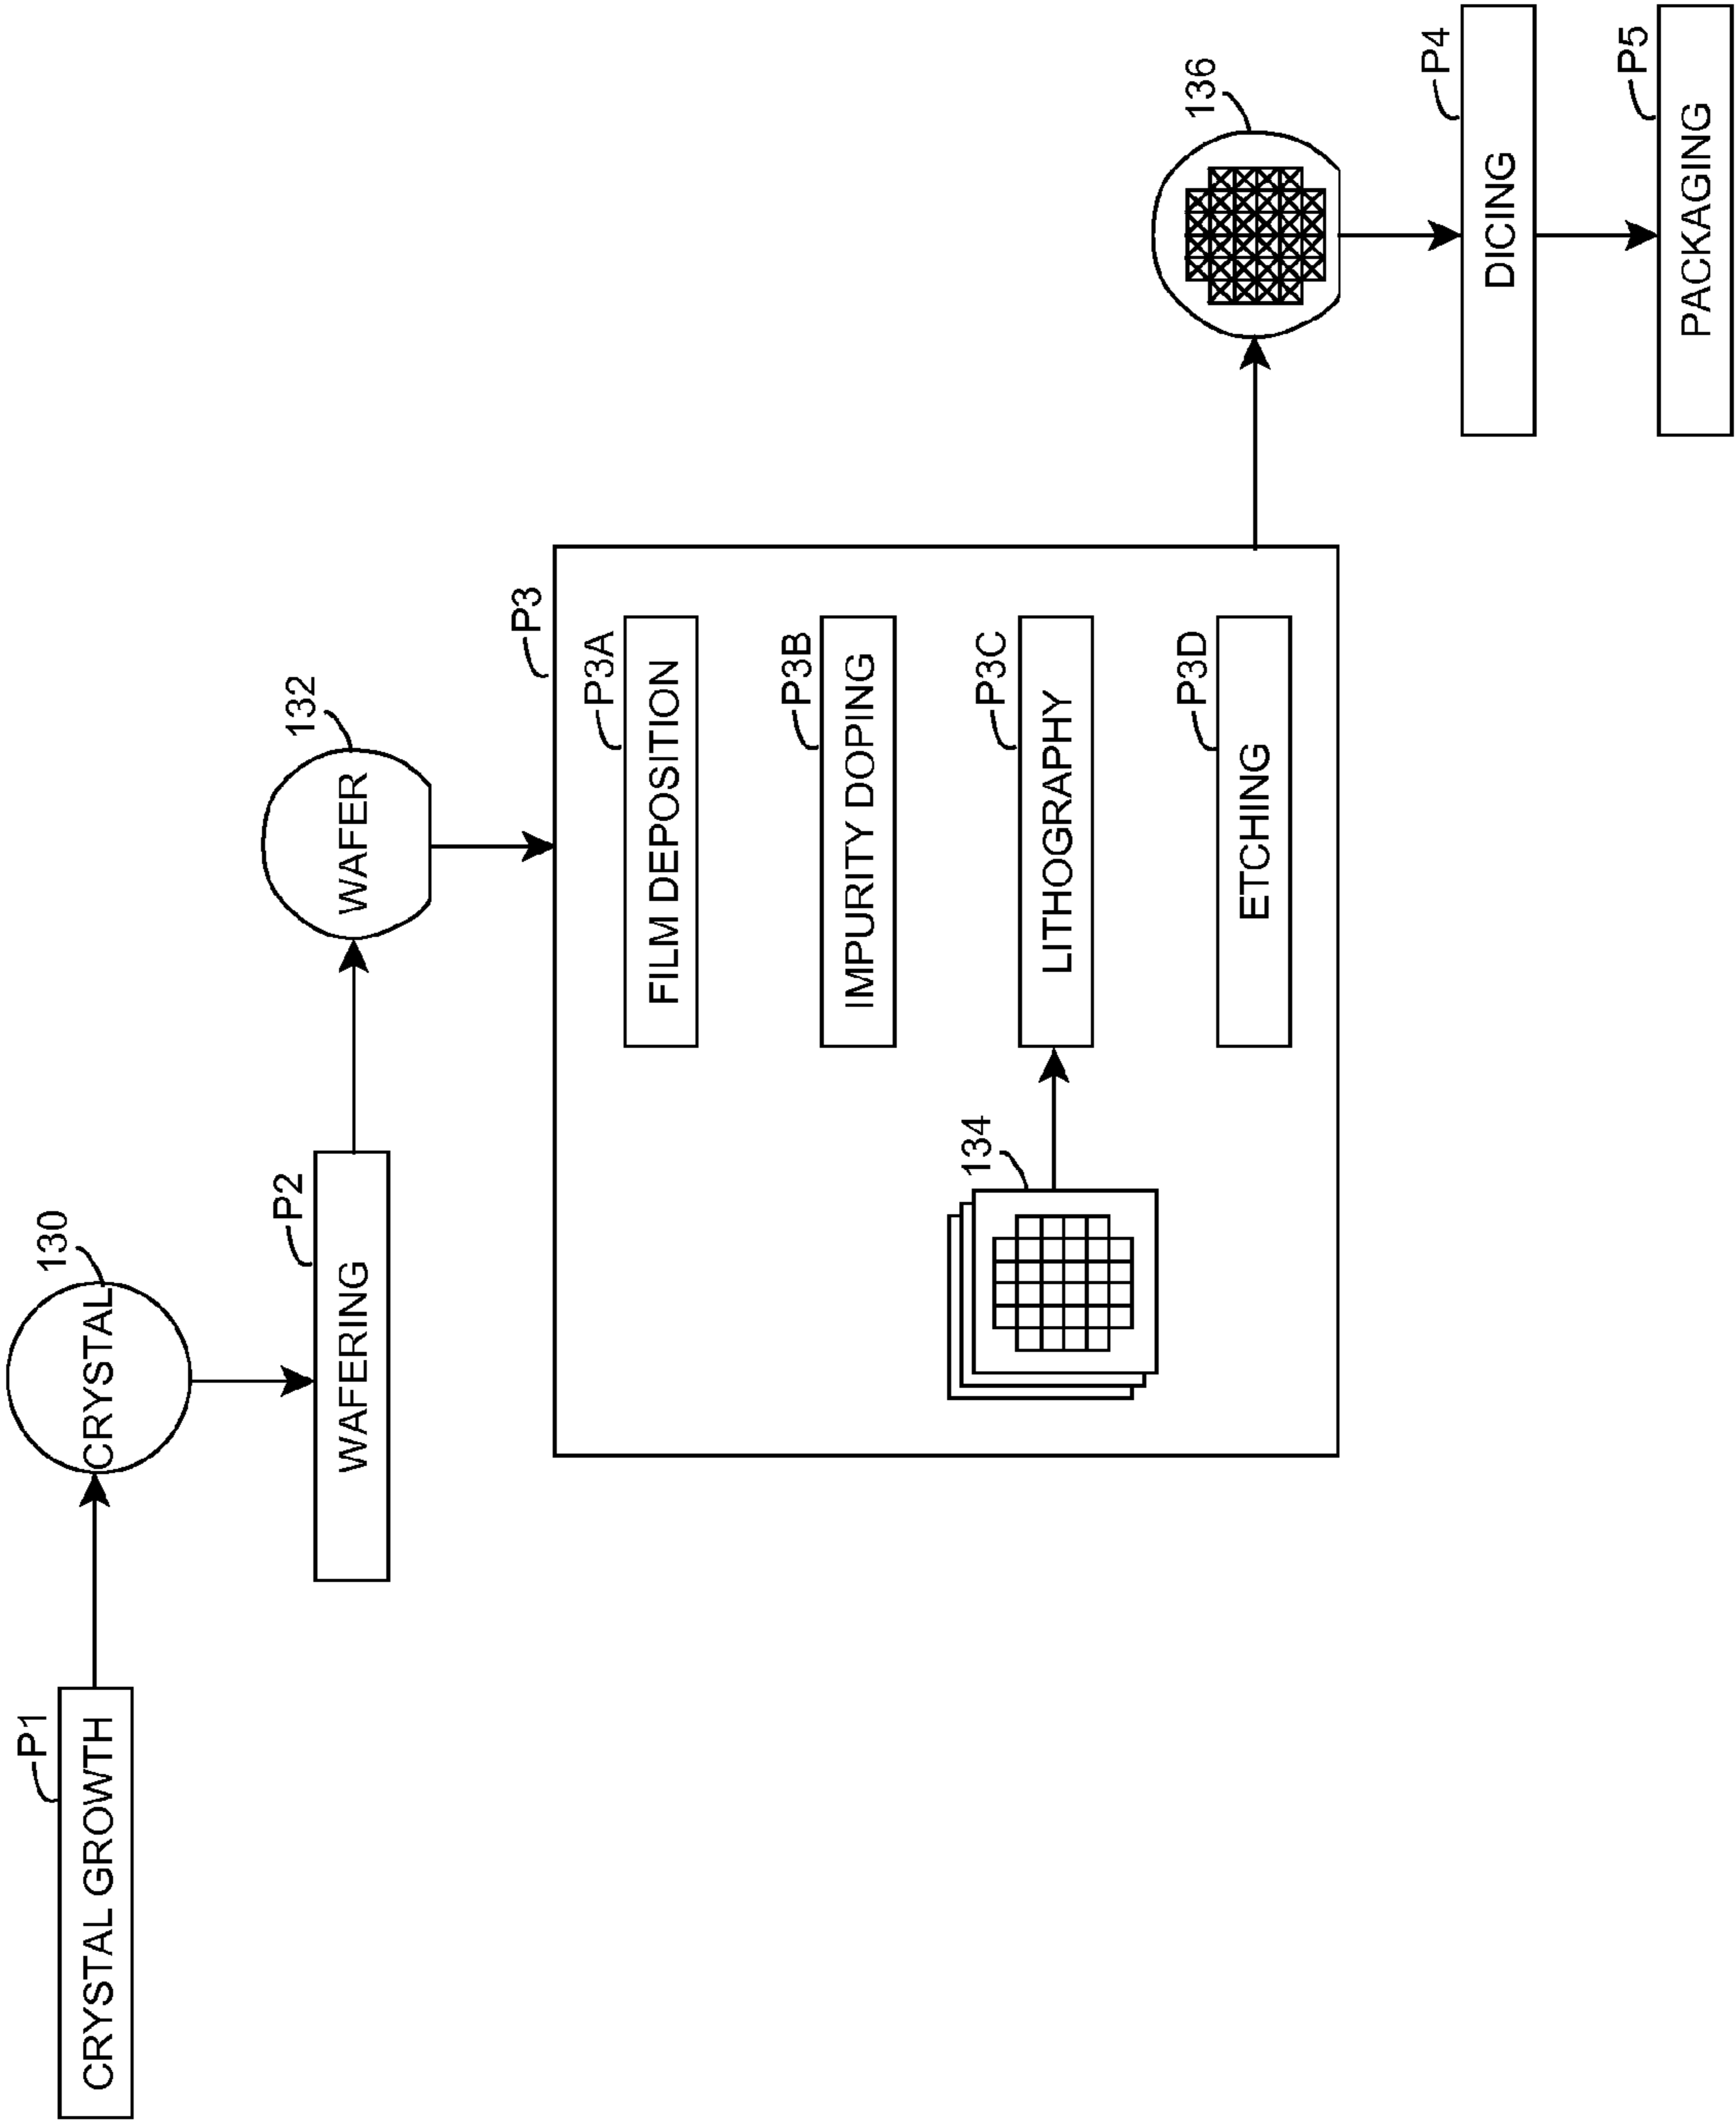 P1
CRYSTAL GROWTH
130
CRYSTAL
P2
WAFERING
132
WAFER
P3
P3A
FILM DEPOSITION
P3B
IMPURITY DOPING
134
P3C
LITHOGRAPHY
P3D
ETCHING
136
P4
DICING
P5
PACKAGING